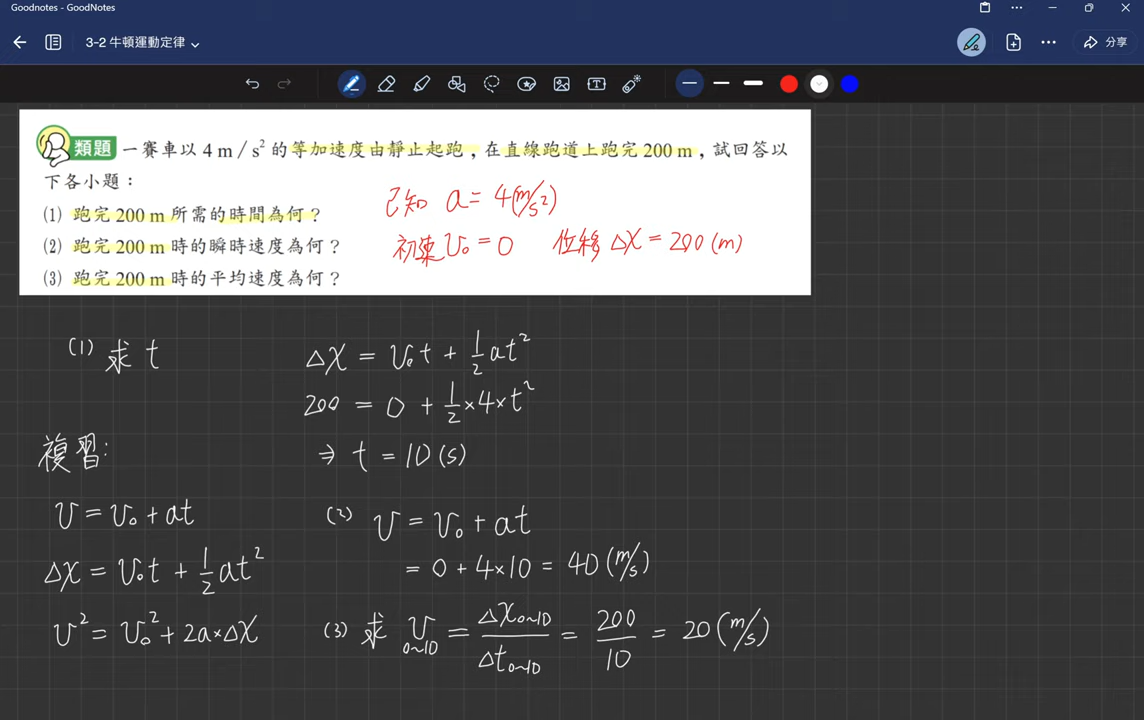 Goodnotes - GoodNotes
3-2 牛頓運動定律
分享
類題 一賽車以 4 m / s² 的等加速度由靜止起跑，在直線跑道上跑完 200 m，試回答以
下各小題：
(1) 跑完 200 m 所需的時間為何？
(2) 跑完 200 m 時的瞬時速度為何？
(3) 跑完 200 m 時的平均速度為何？
已知 a = 4 (m/s²)
初速 v₀ = 0 位移 Δx = 200 (m)
(1) 求 t
Δx = v₀t + ½at²
200 = 0 + ½×4×t²
⇒ t = 10 (s)
複習:
v = v₀ + at
Δx = v₀t + ½at²
v² = v₀² + 2a×Δx
(2) v = v₀ + at
= 0 + 4×10 = 40 (m/s)
(3) 求 v₀~₁₀ = Δx₀~₁₀ / Δt₀~₁₀ = 200 / 10 = 20 (m/s)